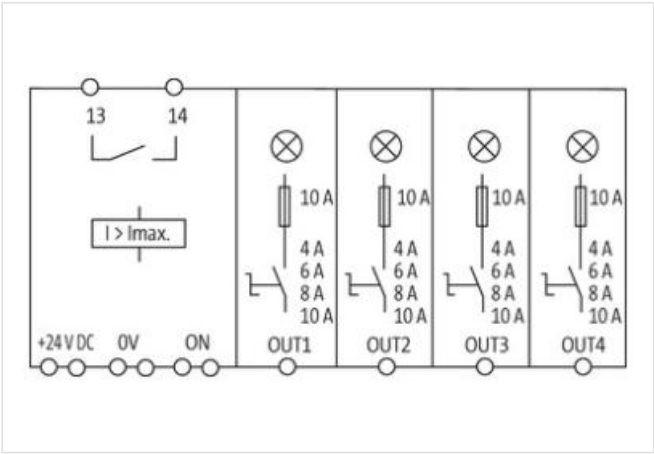 13 14
10 A 10 A 10 A 10 A
I > Imax.
4 A 4 A 4 A 4 A
6 A 6 A 6 A 6 A
8 A 8 A 8 A 8 A
10 A 10 A 10 A 10 A
+24 V DC 0V ON OUT1 OUT2 OUT3 OUT4